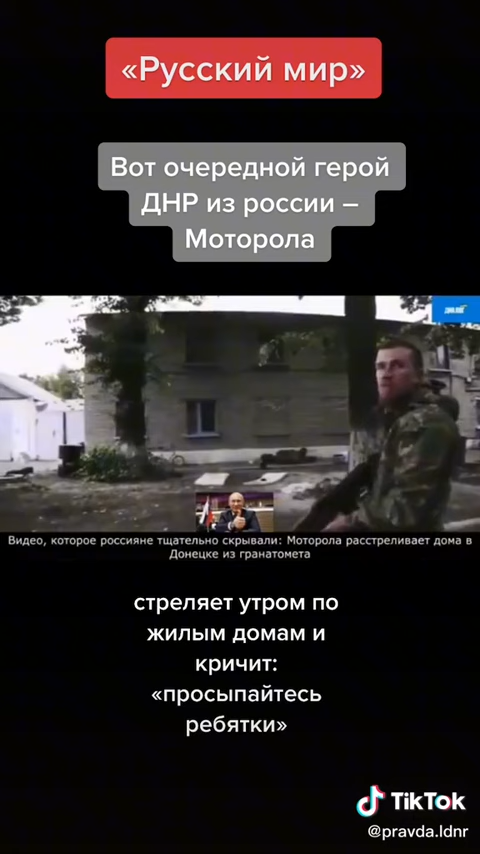 «Русский мир»
Вот очередной герой
ДНР из россии –
Моторола
Видео, которое россияне тщательно скрывали: Моторола расстреливает дома в
Донецке из гранатомета
стреляет утром по
жилым домам и
кричит:
«просыпайтесь
ребятки»
TikTok
@pravda.ldnr